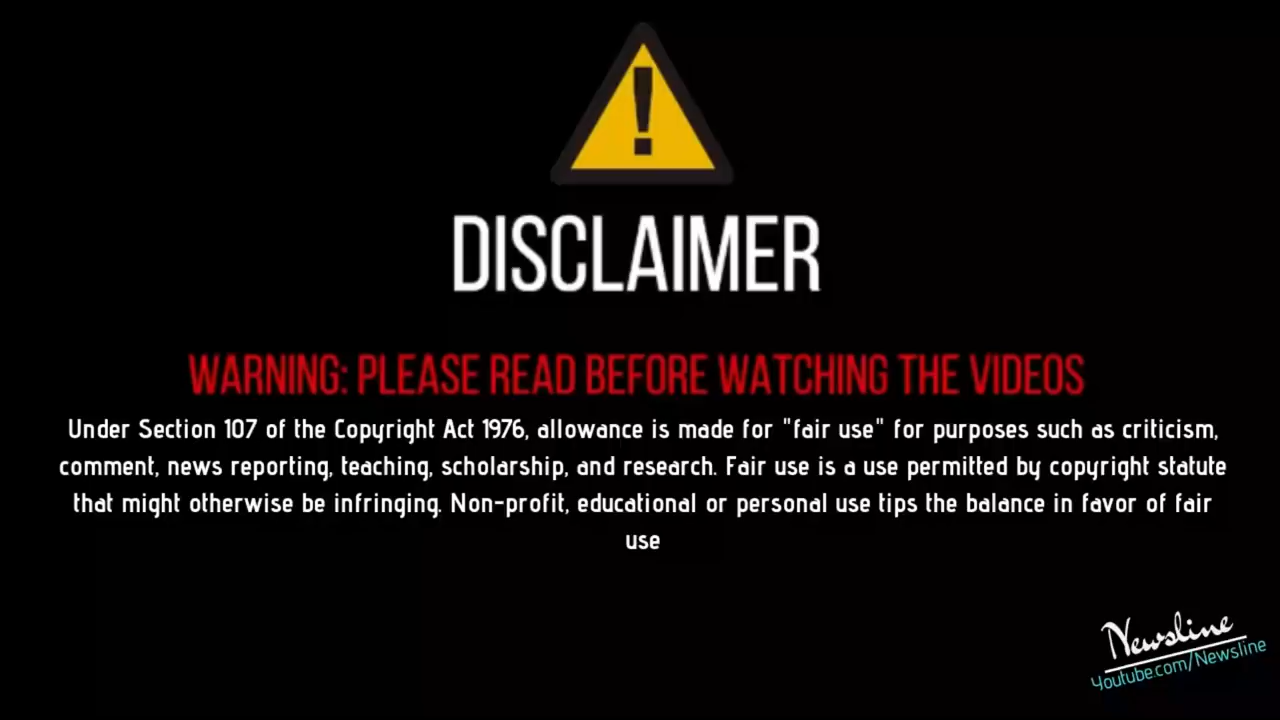 DISCLAIMER
WARNING: PLEASE READ BEFORE WATCHING THE VIDEOS
Under Section 107 of the Copyright Act 1976, allowance is made for "fair use" for purposes such as criticism,
comment, news reporting, teaching, scholarship, and research. Fair use is a use permitted by copyright statute
that might otherwise be infringing. Non-profit, educational or personal use tips the balance in favor of fair
use
Newsline
Youtube.com/Newsline